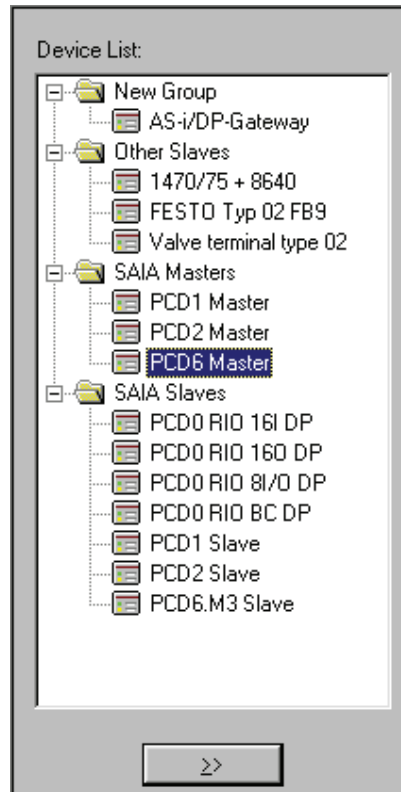 Device List:
New Group
AS-i/DP-Gateway
Other Slaves
1470/75 + 8640
FESTO Typ 02 FB9
Valve terminal type 02
SAIA Masters
PCD1 Master
PCD2 Master
PCD6 Master
SAIA Slaves
PCD0 RIO 16I DP
PCD0 RIO 16O DP
PCD0 RIO 8I/O DP
PCD0 RIO BC DP
PCD1 Slave
PCD2 Slave
PCD6.M3 Slave
>>